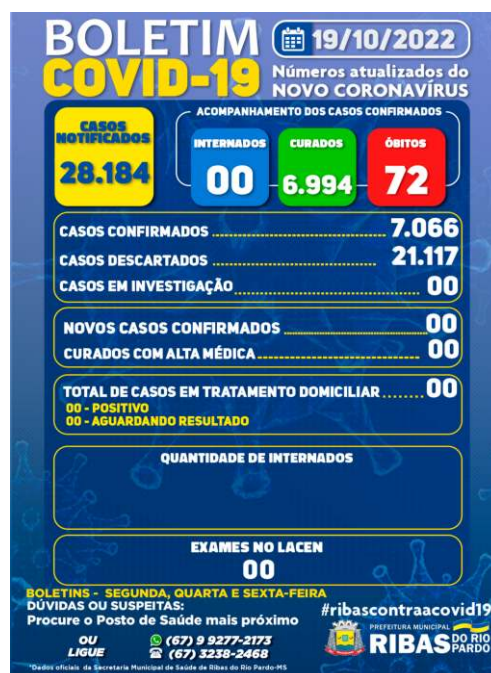 BOLETIM
19/10/2022
COVID-19
Números atualizados do
NOVO CORONAVÍRUS
CASOS
NOTIFICADOS
28.184
ACOMPANHAMENTO DOS CASOS CONFIRMADOS
INTERNADOS
00
CURADOS
6.994
ÓBITOS
72
CASOS CONFIRMADOS ........................ 7.066
CASOS DESCARTADOS ........................ 21.117
CASOS EM INVESTIGAÇÃO........................ 00
NOVOS CASOS CONFIRMADOS .................... 00
CURADOS COM ALTA MÉDICA........................ 00
TOTAL DE CASOS EM TRATAMENTO DOMICILIAR ....... 00
00 - POSITIVO
00 - AGUARDANDO RESULTADO
QUANTIDADE DE INTERNADOS
EXAMES NO LACEN
00
BOLETINS - SEGUNDA, QUARTA E SEXTA-FEIRA
DÚVIDAS OU SUSPEITAS:
Procure o Posto de Saúde mais próximo
OU
LIGUE
(67) 9 9277-2173
(67) 3238-2468
#ribascontraacovid19
PREFEITURA MUNICIPAL
RIBAS DO RIO
PARDO
*Dados oficiais da Secretaria Municipal de Saúde de Ribas do Rio Pardo-MS